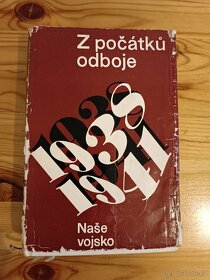 Z počátků
odboje
1938
1941
Naše
vojsko